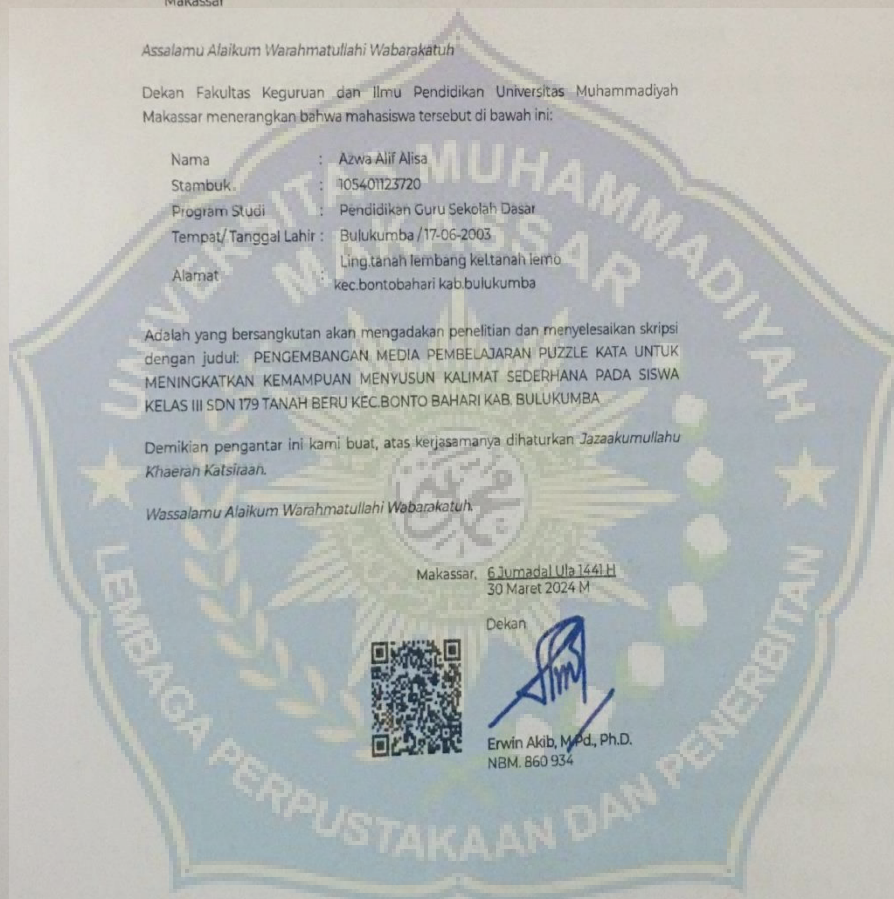 Makassar
Assalamu Alaikum Warahmatullahi Wabarakatuh
Dekan Fakultas Keguruan dan Ilmu Pendidikan Universitas Muhammadiyah
Makassar menerangkan bahwa mahasiswa tersebut di bawah ini:
Nama : Azwa Alif Alisa
Stambuk : 105401123720
Program Studi : Pendidikan Guru Sekolah Dasar
Tempat/ Tanggal Lahir : Bulukumba / 17-06-2003
Alamat : Ling.tanah lembang kel.tanah lemo
kec.bontobahari kab.bulukumba
Adalah yang bersangkutan akan mengadakan penelitian dan menyelesaikan skripsi
dengan judul: PENGEMBANGAN MEDIA PEMBELAJARAN PUZZLE KATA UNTUK
MENINGKATKAN KEMAMPUAN MENYUSUN KALIMAT SEDERHANA PADA SISWA
KELAS III SDN 179 TANAH BERU KEC.BONTO BAHARI KAB. BULUKUMBA
Demikian pengantar ini kami buat, atas kerjasamanya dihaturkan Jazaakumullahu
Khaeran Katsiraan.
Wassalamu Alaikum Warahmatullahi Wabarakatuh.
Makassar, 6 Jumadal Ula 1441 H
30 Maret 2024 M
Dekan
Erwin Akib, M.Pd., Ph.D.
NBM. 860 934
UNIVERSITAS MUHAMMADIYAH
MAKASSAR
LEMBAGA PERPUSTAKAAN DAN PENERBITAN